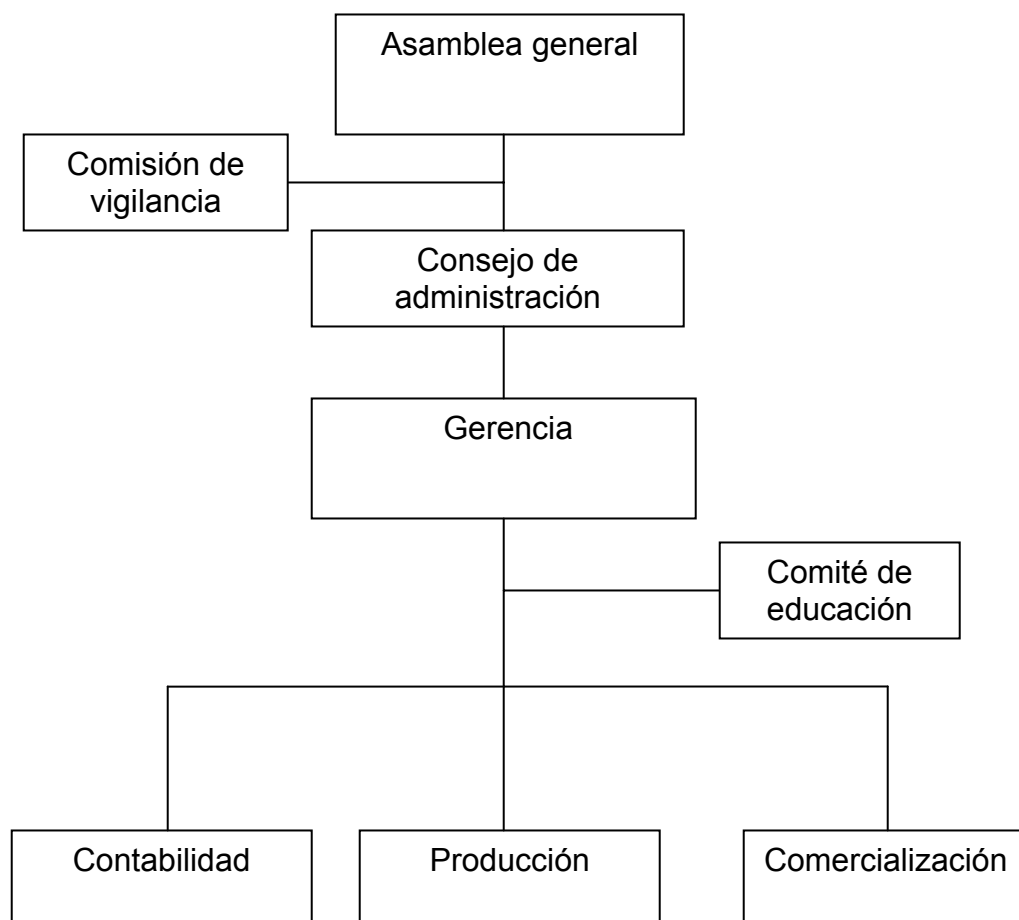 Asamblea general
Comisión de
vigilancia
Consejo de
administración
Gerencia
Comité de
educación
Contabilidad
Producción
Comercialización